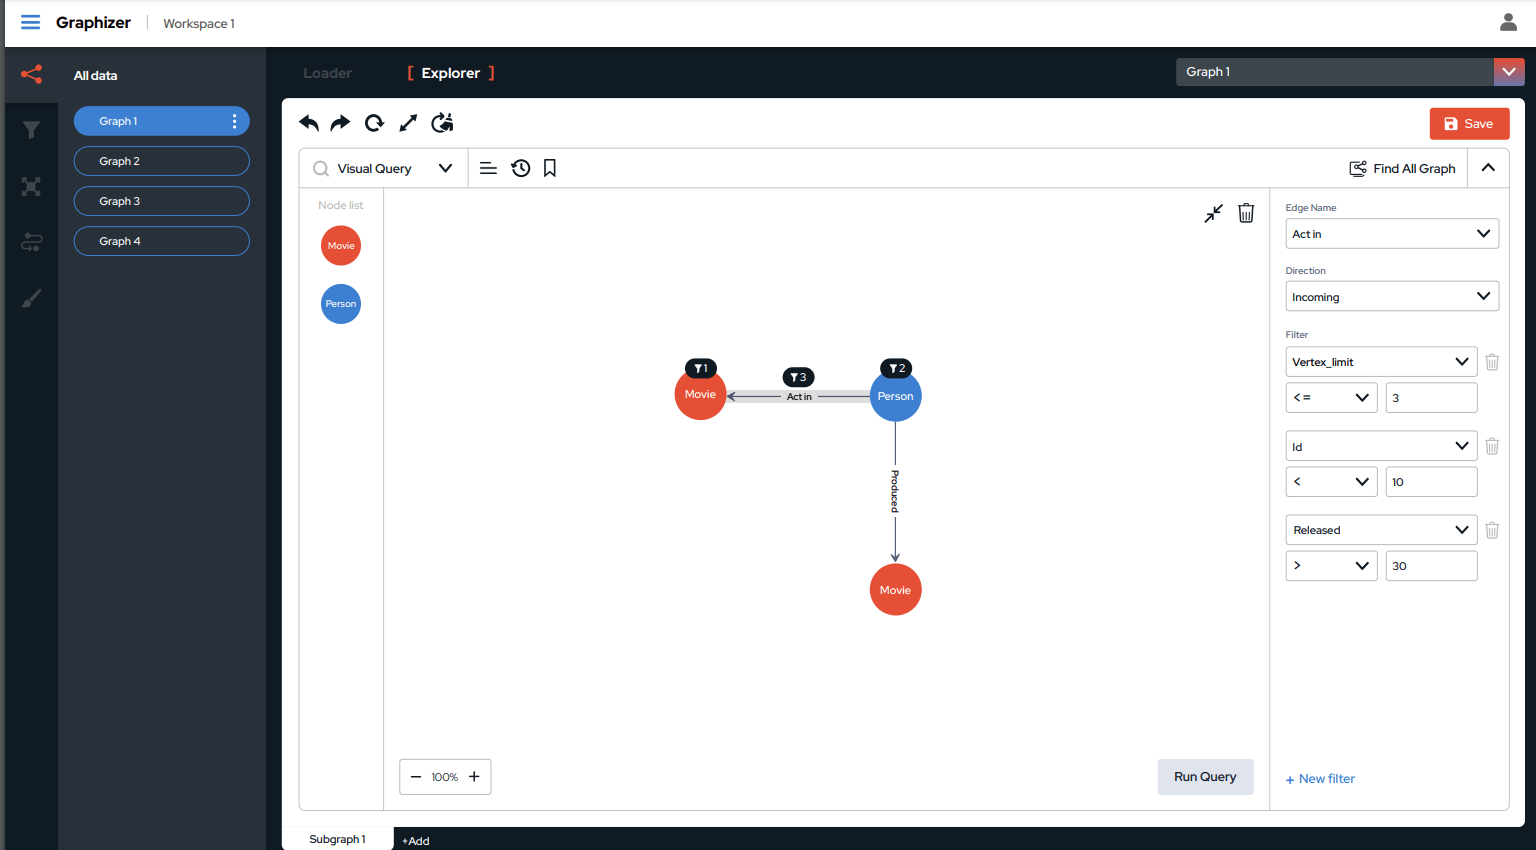 Graphizer
Workspace 1
All data
Graph 1
Graph 2
Graph 3
Graph 4
Loader
[ Explorer ]
Graph 1
Save
Visual Query
Find All Graph
Node list
Movie
Person
1
Movie
3
Act in
2
Person
Produced
Movie
100%
Run Query
Edge Name
Act in
Direction
Incoming
Filter
Vertex_limit
<= 3
Id
< 10
Released
> 30
+ New filter
Subgraph 1
+Add